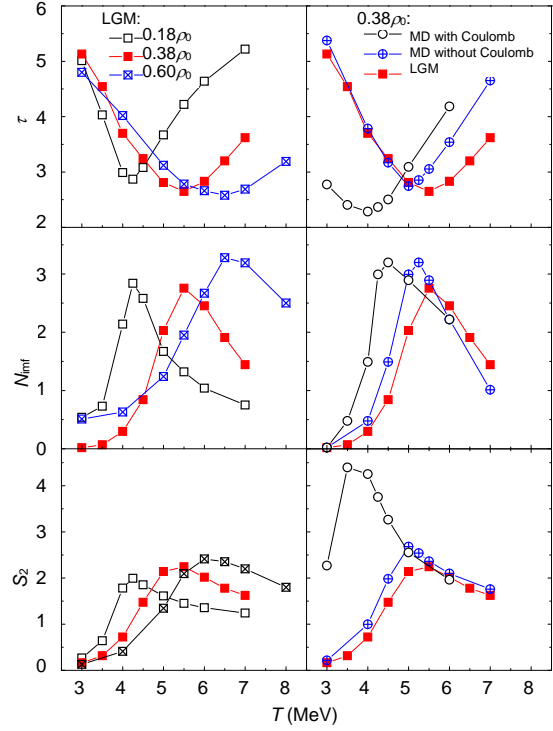 LGM:
0.18ρ₀
0.38ρ₀
0.60ρ₀
0.38ρ₀:
MD with Coulomb
MD without Coulomb
LGM
τ
6
5
4
3
2
N_imf
3
2
1
0
S₂
4
3
2
1
0
3 4 5 6 7 8
3 4 5 6 7 8
T (MeV)